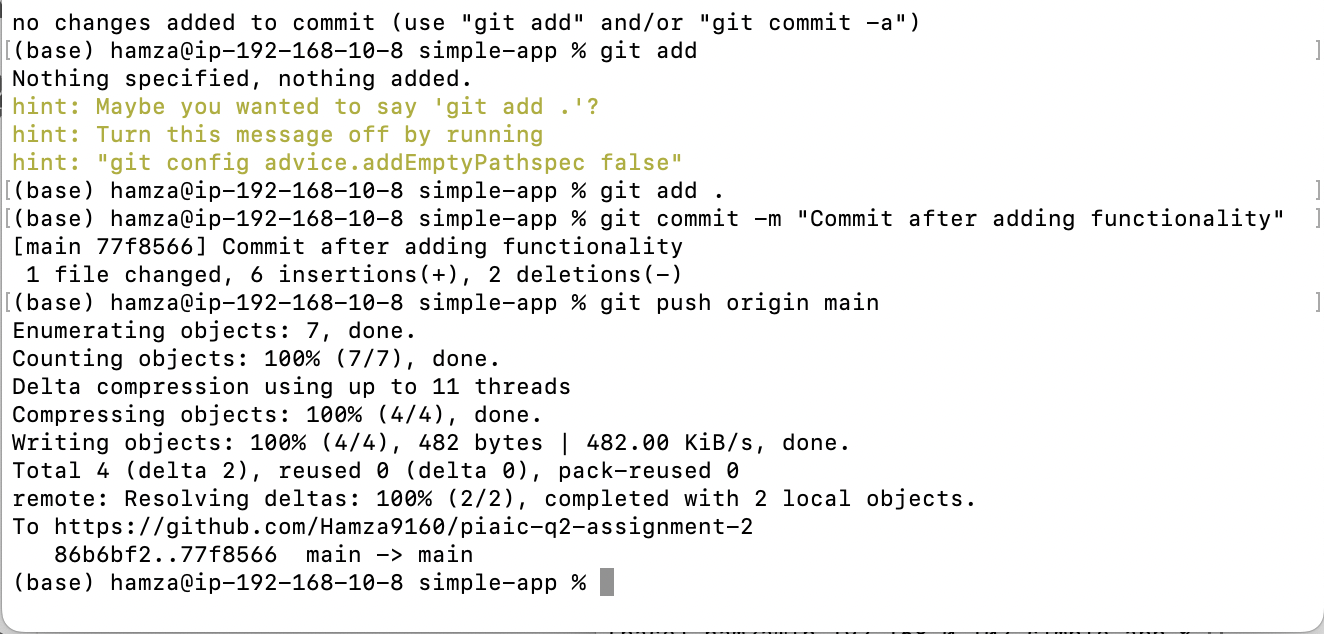 no changes added to commit (use "git add" and/or "git commit -a")
[(base) hamza@ip-192-168-10-8 simple-app % git add ]
Nothing specified, nothing added.
hint: Maybe you wanted to say 'git add .'?
hint: Turn this message off by running
hint: "git config advice.addEmptyPathspec false"
[(base) hamza@ip-192-168-10-8 simple-app % git add . ]
[(base) hamza@ip-192-168-10-8 simple-app % git commit -m "Commit after adding functionality" ]
[main 77f8566] Commit after adding functionality
 1 file changed, 6 insertions(+), 2 deletions(-)
[(base) hamza@ip-192-168-10-8 simple-app % git push origin main ]
Enumerating objects: 7, done.
Counting objects: 100% (7/7), done.
Delta compression using up to 11 threads
Compressing objects: 100% (4/4), done.
Writing objects: 100% (4/4), 482 bytes | 482.00 KiB/s, done.
Total 4 (delta 2), reused 0 (delta 0), pack-reused 0
remote: Resolving deltas: 100% (2/2), completed with 2 local objects.
To https://github.com/Hamza9160/piaic-q2-assignment-2
   86b6bf2..77f8566  main -> main
(base) hamza@ip-192-168-10-8 simple-app %